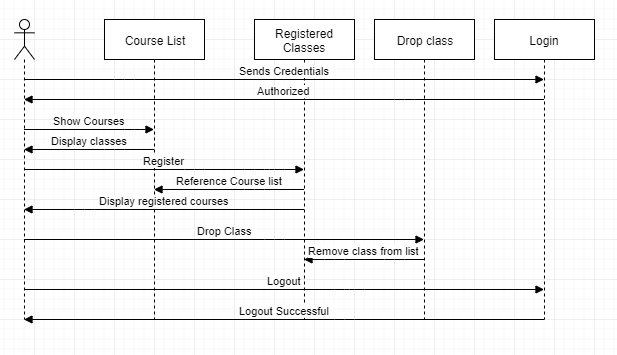 Course List
Registered
Classes
Drop class
Login
Sends Credentials
Authorized
Show Courses
Display classes
Register
Reference Course list
Display registered courses
Drop Class
Remove class from list
Logout
Logout Successful